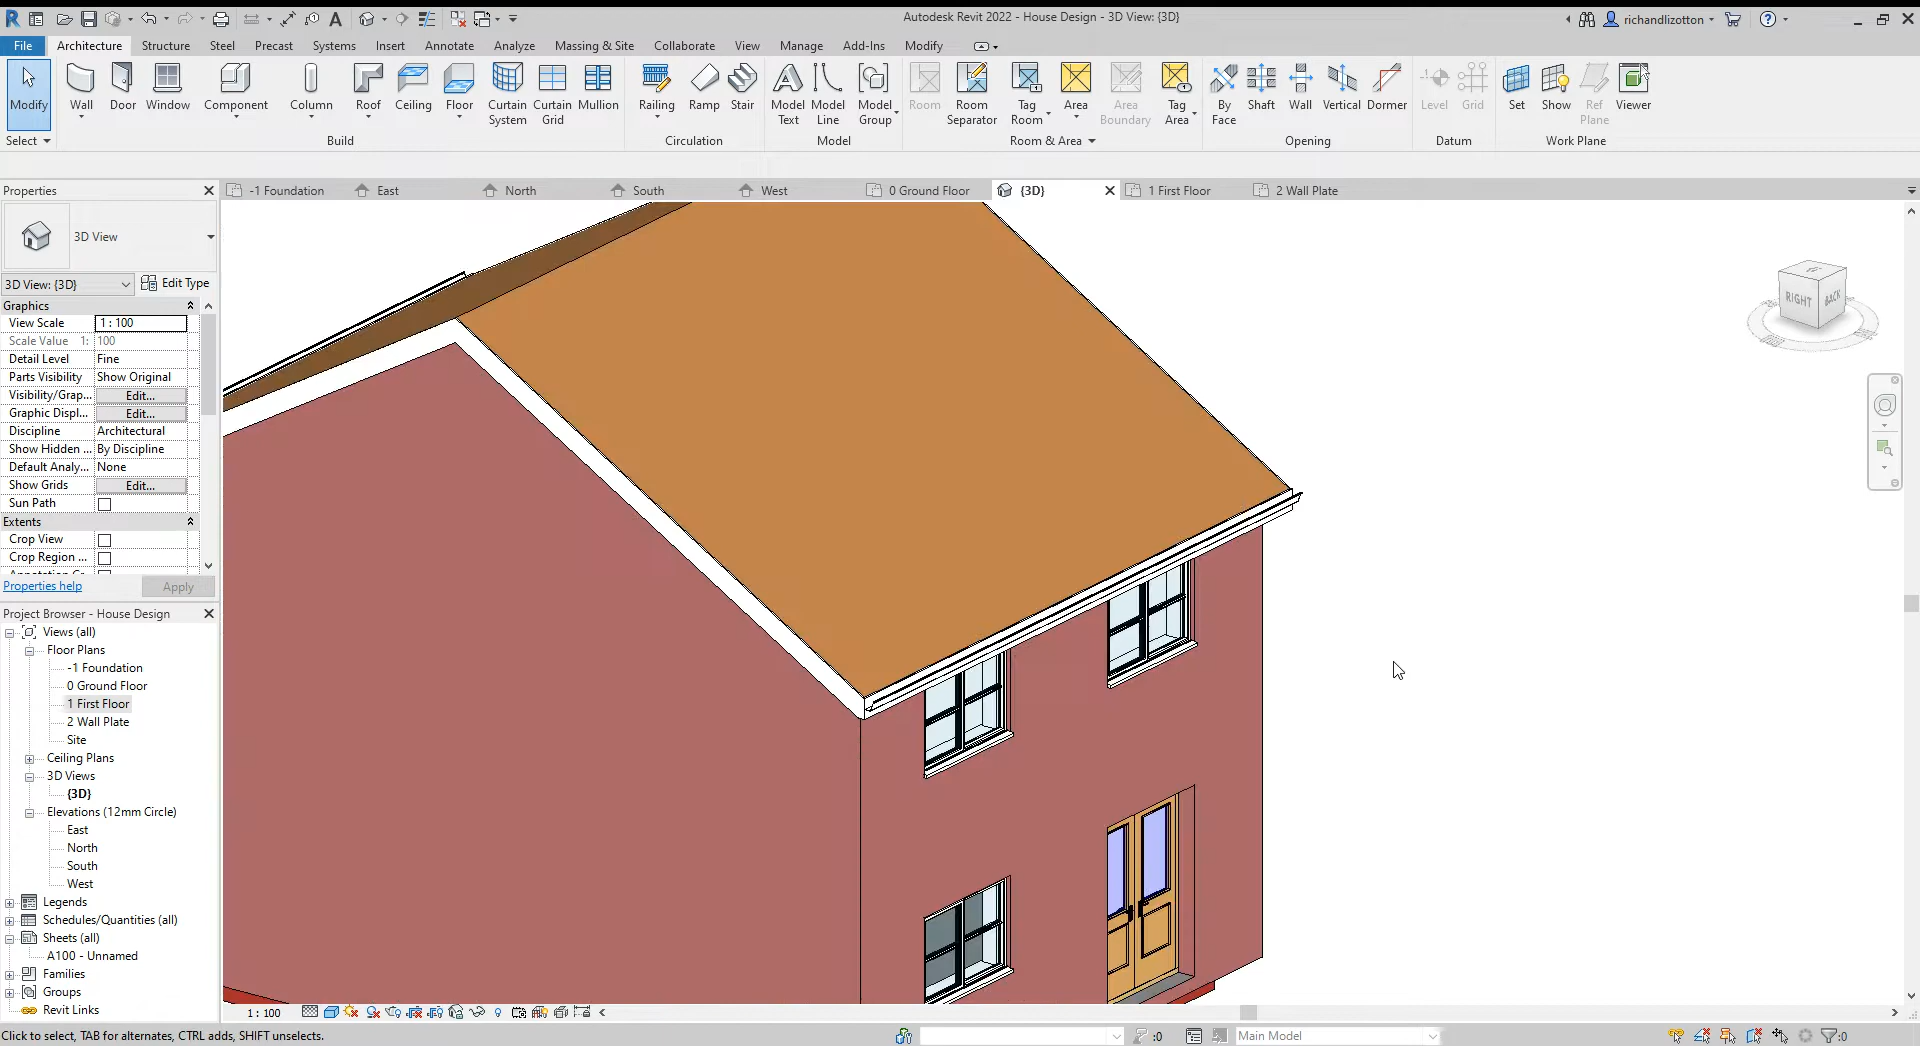 Autodesk Revit 2022 - House Design - 3D View: {3D}
richandlizotton
File Architecture Structure Steel Precast Systems Insert Annotate Analyze Massing & Site Collaborate View Manage Add-Ins Modify
Modify Wall Door Window Component Column Roof Ceiling Floor Curtain System Curtain Grid Mullion Railing Ramp Stair Model Text Model Line Model Group Room Room Separator Tag Room Area Area Boundary Tag Area By Face Shaft Wall Vertical Dormer Level Grid Set Show Ref Plane Viewer
Select Build Circulation Model Room & Area Opening Datum Work Plane
Properties
-1 Foundation East North South West 0 Ground Floor {3D} 1 First Floor 2 Wall Plate
3D View
3D View: {3D} Edit Type
Graphics
View Scale 1 : 100
Scale Value 1: 100
Detail Level Fine
Parts Visibility Show Original
Visibility/Grap... Edit...
Graphic Displ... Edit...
Discipline Architectural
Show Hidden ... By Discipline
Default Analy... None
Show Grids Edit...
Sun Path
Extents
Crop View
Crop Region ...
Properties help Apply
Project Browser - House Design
Views (all)
Floor Plans
-1 Foundation
0 Ground Floor
1 First Floor
2 Wall Plate
Site
Ceiling Plans
3D Views
{3D}
Elevations (12mm Circle)
East
North
South
West
Legends
Schedules/Quantities (all)
Sheets (all)
A100 - Unnamed
Families
Groups
Revit Links
RIGHT BACK
1 : 100
Click to select, TAB for alternates, CTRL adds, SHIFT unselects.
:0
Main Model
:0